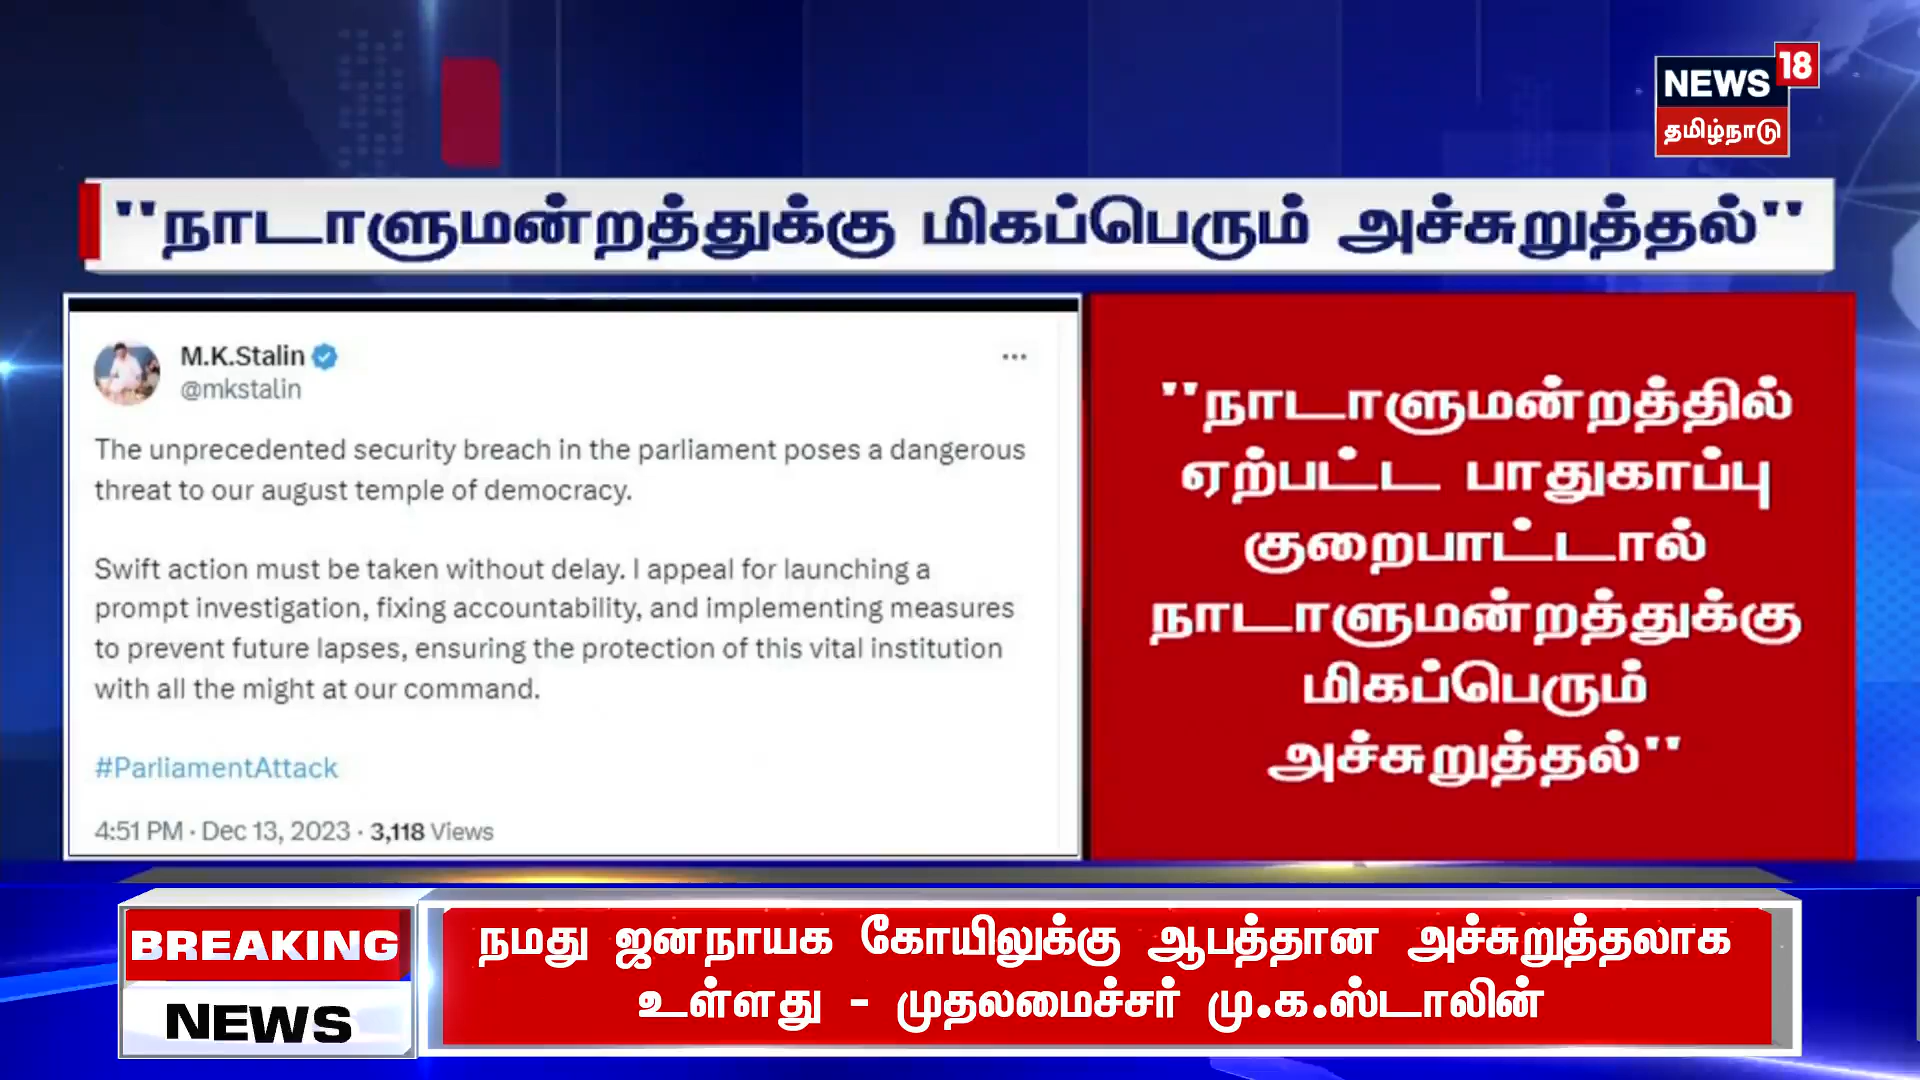 NEWS 18
தமிழ்நாடு
"நாடாளுமன்றத்துக்கு மிகப்பெரும் அச்சுறுத்தல்"
M.K.Stalin
@mkstalin
The unprecedented security breach in the parliament poses a dangerous
threat to our august temple of democracy.
Swift action must be taken without delay. I appeal for launching a
prompt investigation, fixing accountability, and implementing measures
to prevent future lapses, ensuring the protection of this vital institution
with all the might at our command.
#ParliamentAttack
4:51 PM · Dec 13, 2023 · 3,118 Views
"நாடாளுமன்றத்தில்
ஏற்பட்ட பாதுகாப்பு
குறைபாட்டால்
நாடாளுமன்றத்துக்கு
மிகப்பெரும்
அச்சுறுத்தல்"
BREAKING
NEWS
நமது ஜனநாயக கோயிலுக்கு ஆபத்தான அச்சுறுத்தலாக
உள்ளது - முதலமைச்சர் மு.க.ஸ்டாலின்